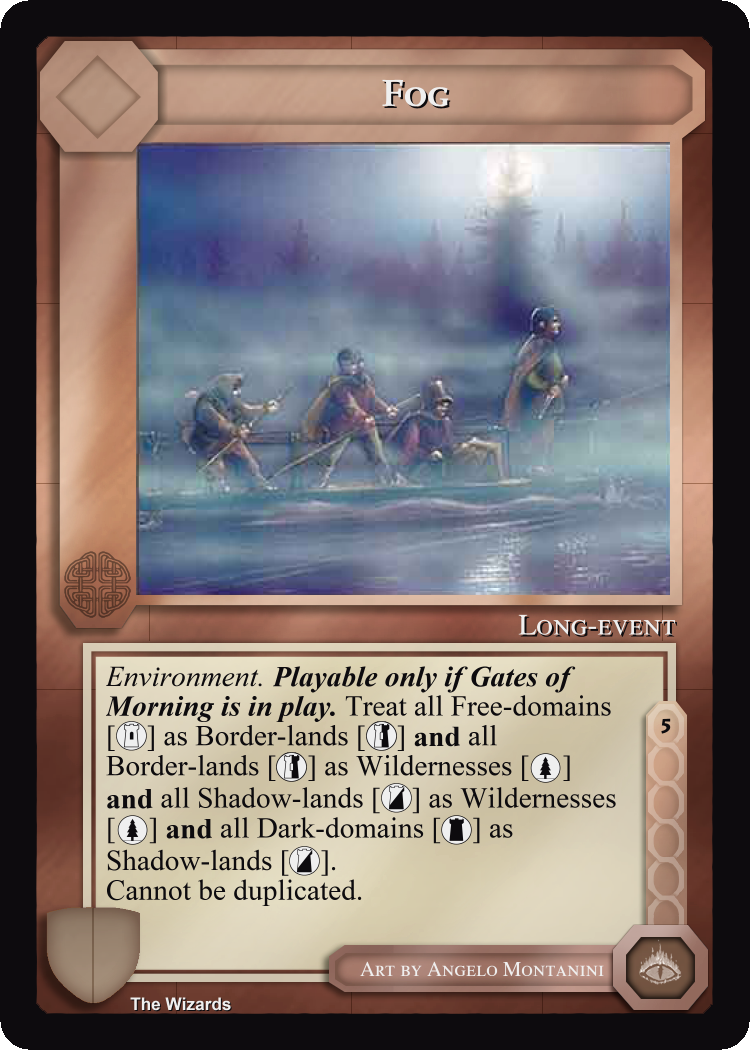 Fog
Long-event
Environment. Playable only if Gates of
Morning is in play. Treat all Free-domains
[] as Border-lands [] and all
Border-lands [] as Wildernesses []
and all Shadow-lands [] as Wildernesses
[] and all Dark-domains [] as
Shadow-lands [].
Cannot be duplicated.
5
Art by Angelo Montanini
The Wizards